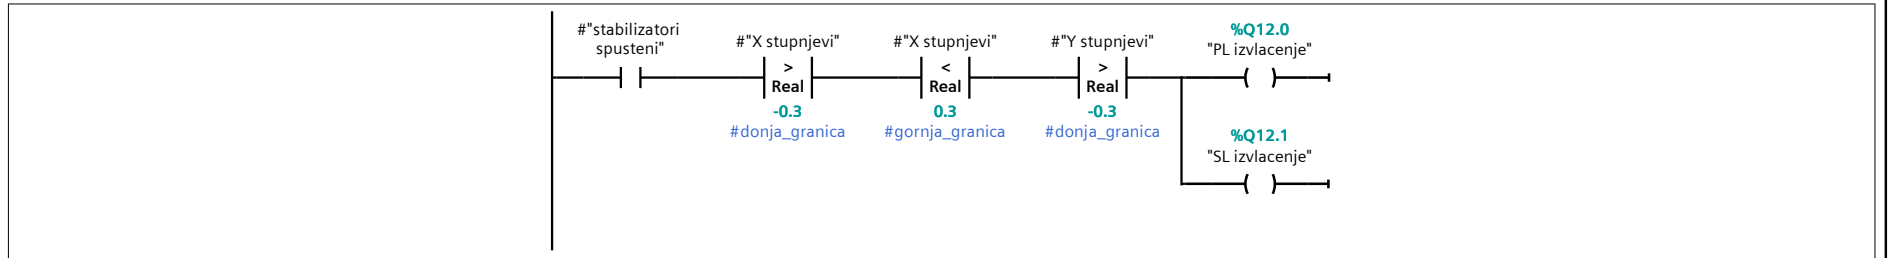 #"stabilizatori
spusteni"
#"X stupnjevi"
>
Real
-0.3
#donja_granica
#"X stupnjevi"
<
Real
0.3
#gornja_granica
#"Y stupnjevi"
>
Real
-0.3
#donja_granica
%Q12.0
"PL izvlacenje"
%Q12.1
"SL izvlacenje"